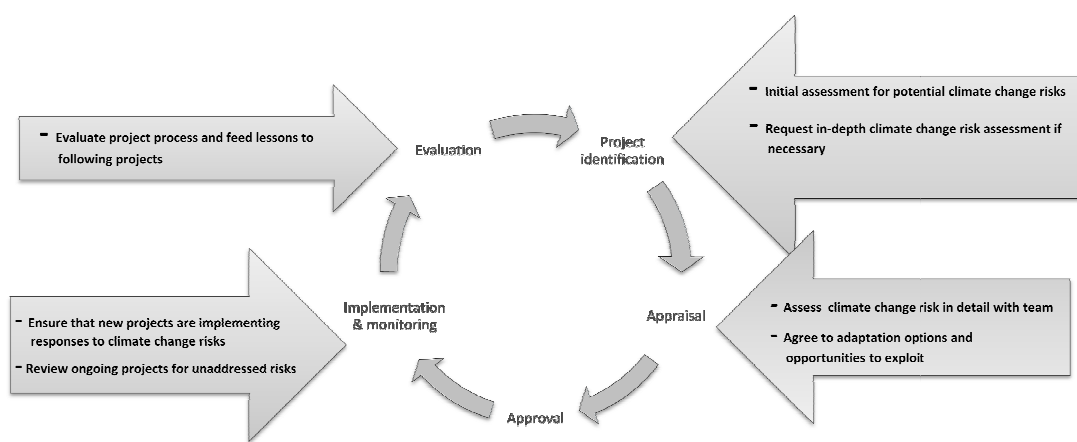 - Initial assessment for potential climate change risks
- Request in-depth climate change risk assessment if
necessary
- Evaluate project process and feed lessons to
following projects
Evaluation
Project
identification
Implementation
& monitoring
Appraisal
Approval
- Ensure that new projects are implementing
responses to climate change risks
- Review ongoing projects for unaddressed risks
- Assess climate change risk in detail with team
- Agree to adaptation options and
opportunities to exploit